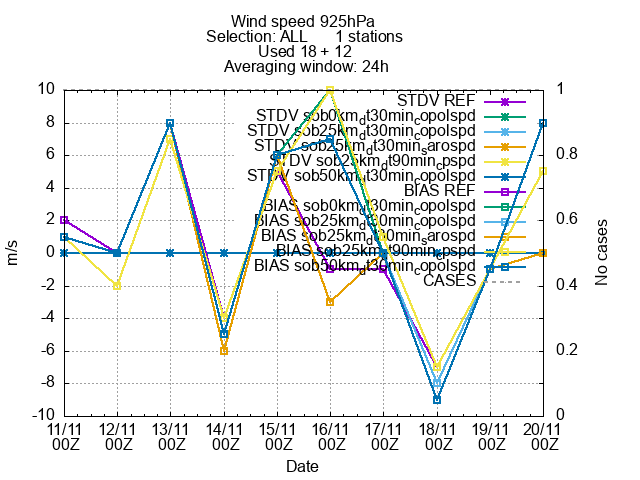 Wind speed 925hPa
Selection: ALL 1 stations
Used 18 + 12
Averaging window: 24h
10
8
6
4
2
0
-2
-4
-6
-8
-10
m/s
1
0.8
0.6
0.4
0.2
0
No cases
STDV REF
STDV sob0km_dt30min_copolspd
STDV sob25km_dt30min_copolspd
STDV sob25km_dt30min_sarospd
STDV sob25km_dt90min_cpspd
STDV sob50km_dt30min_copolspd
BIAS REF
BIAS sob0km_dt30min_copolspd
BIAS sob25km_dt30min_copolspd
BIAS sob25km_dt30min_sarospd
BIAS sob25km_dt90min_cpspd
BIAS sob50km_dt30min_copolspd
CASES
11/11 12/11 13/11 14/11 15/11 16/11 17/11 18/11 19/11 20/11
00Z 00Z 00Z 00Z 00Z 00Z 00Z 00Z 00Z 00Z
Date